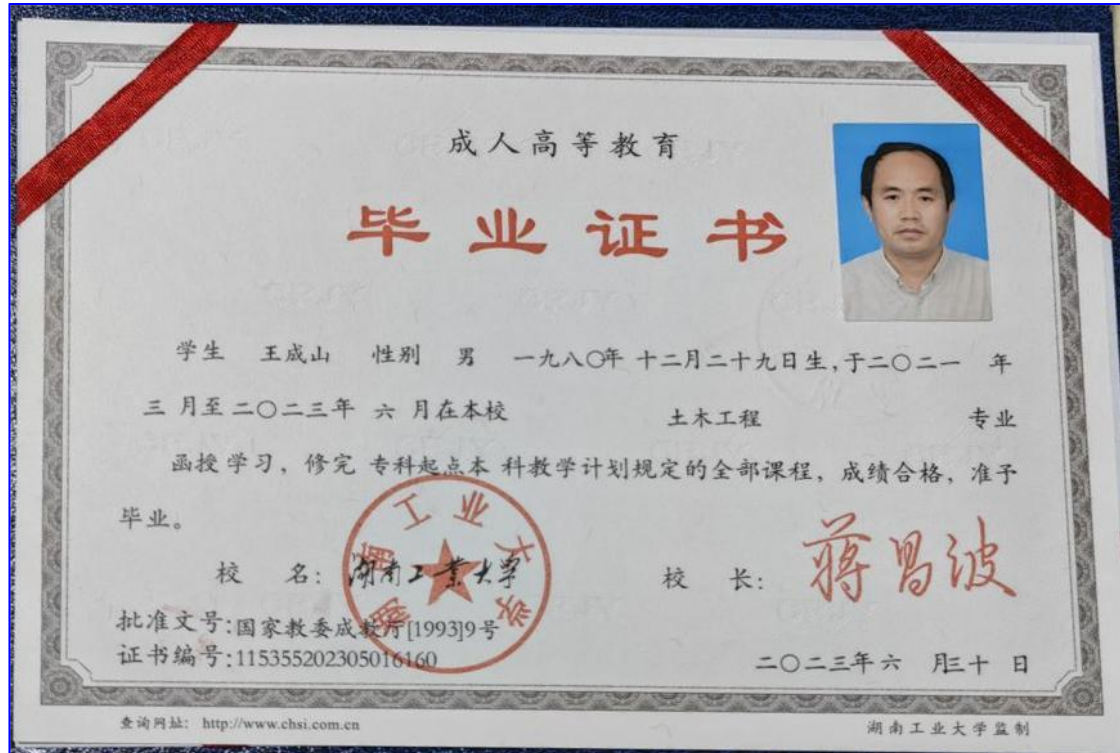 成人高等教育
毕业证书
学生 王成山 性别 男 一九八〇年 十二月二十九日生,于二〇二一 年
三 月至二〇二三年 六 月在本校 土木工程 专业
函授学习，修完 专科起点本 科教学计划规定的全部课程，成绩合格，准予
毕业。
校 名: 湖南工業大學 校 长: 蒋昌波
湖南工业大学
批准文号:国家教委成教厅[1993]9号
证书编号:115355202305016160 二〇二三年 六 月三十 日
查询网址: http://www.chsi.com.cn 湖南工业大学监制